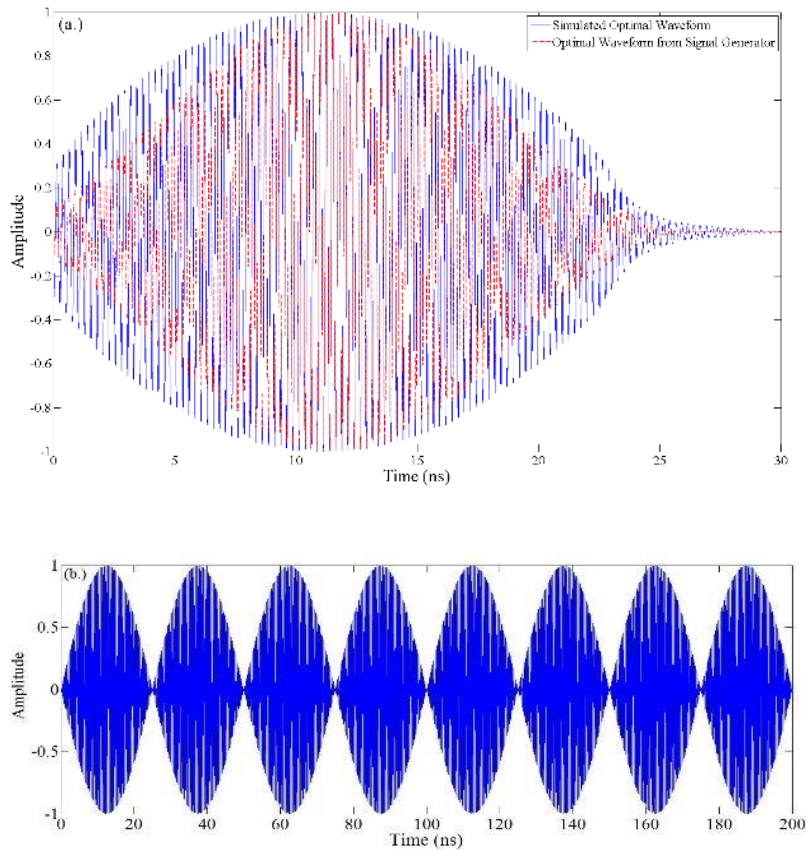 (a.)
Simulated Optimal Waveform
Optimal Waveform from Signal Generator
1
0.8
0.6
0.4
0.2
0
-0.2
-0.4
-0.6
-0.8
-1
Amplitude
0 5 10 15 20 25 30
Time (ns)
(b.)
1
0.5
0
-0.5
-1
Amplitude
0 20 40 60 80 100 120 140 160 180 200
Time (ns)